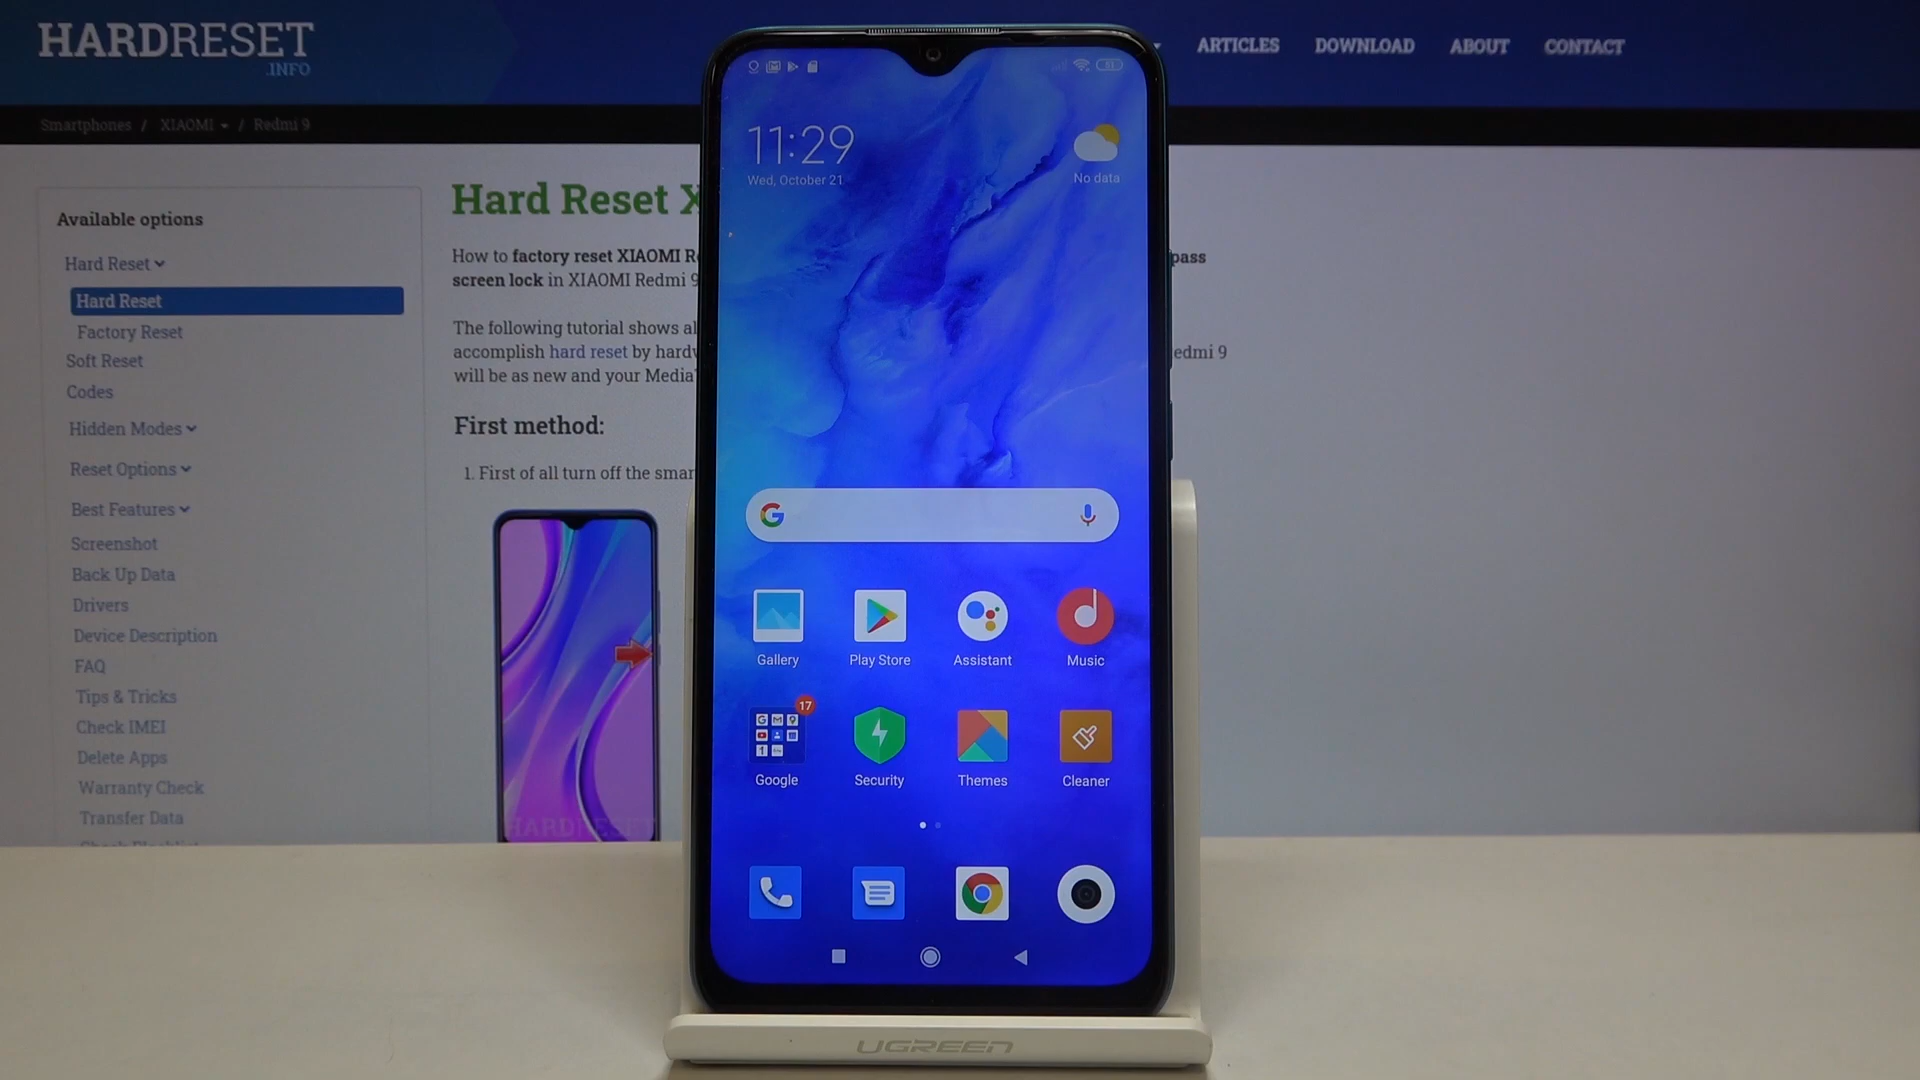 HARDRESET
.INFO
ARTICLES DOWNLOAD ABOUT CONTACT
Smartphones / XIAOMI / Redmi 9
Available options
Hard Reset
Hard Reset
Factory Reset
Soft Reset
Codes
Hidden Modes
Reset Options
Best Features
Screenshot
Back Up Data
Drivers
Device Description
FAQ
Tips & Tricks
Check IMEI
Delete Apps
Warranty Check
Transfer Data
Hard Reset X
How to factory reset XIAOMI R
pass
screen lock in XIAOMI Redmi 9
The following tutorial shows al
accomplish hard reset by hardw
edmi 9
will be as new and your Media
First method:
1. First of all turn off the smar
HARDRESET
51
11:29
Wed, October 21
No data
G
Gallery Play Store Assistant Music
17
Google Security Themes Cleaner
UGREEN